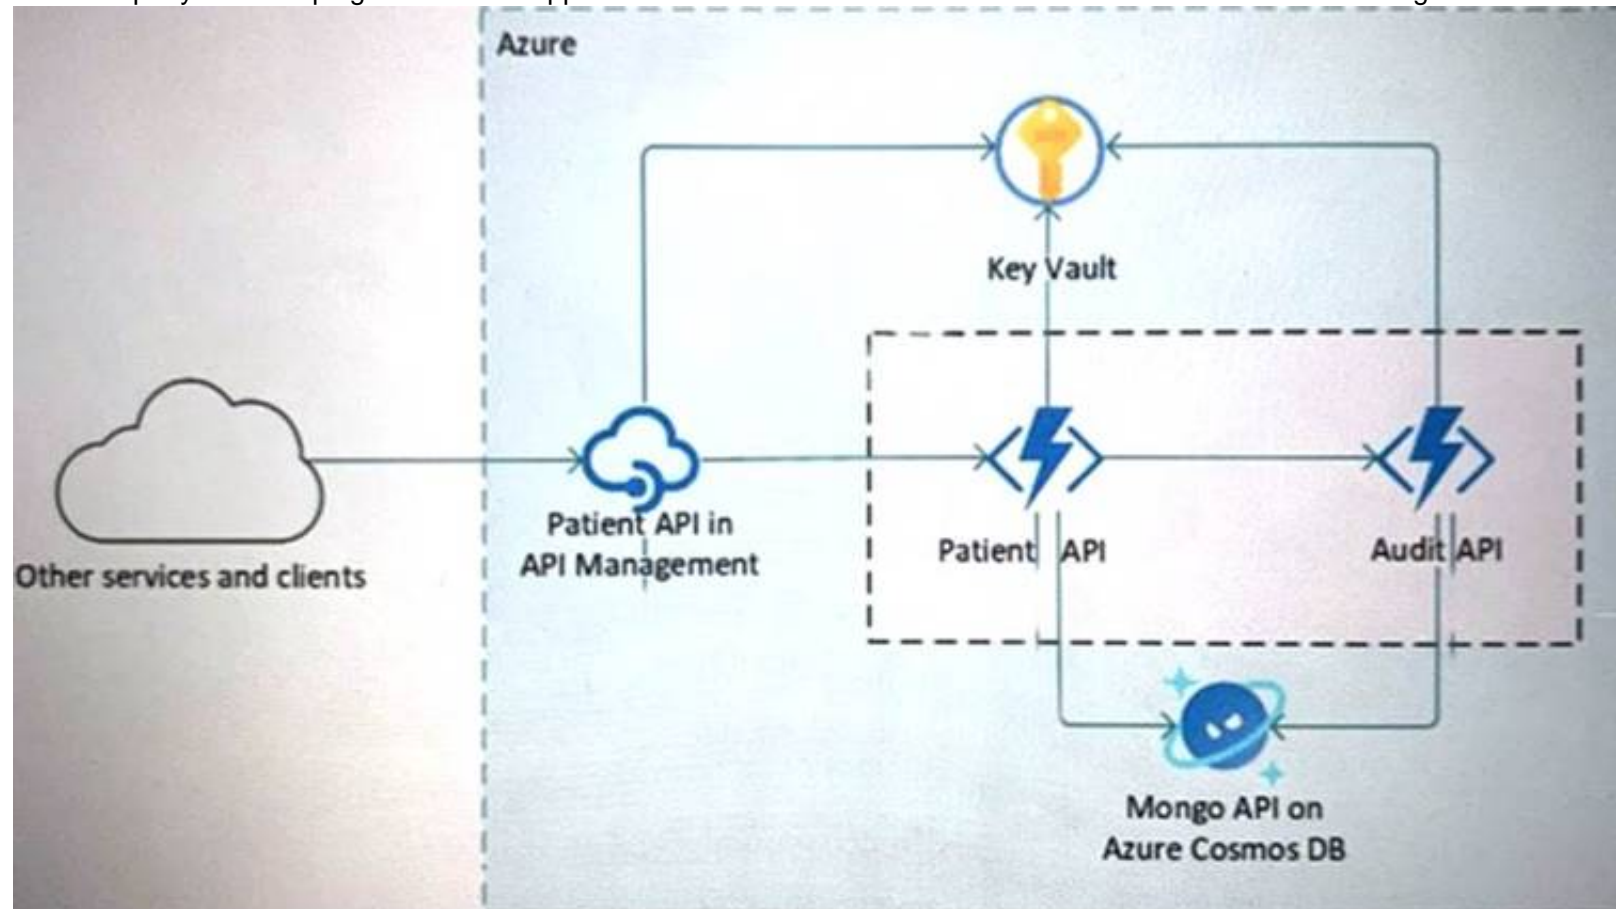 Azure
Key Vault
Patient API in
API Management
Other services and clients
Patient API
Audit API
Mongo API on
Azure Cosmos DB